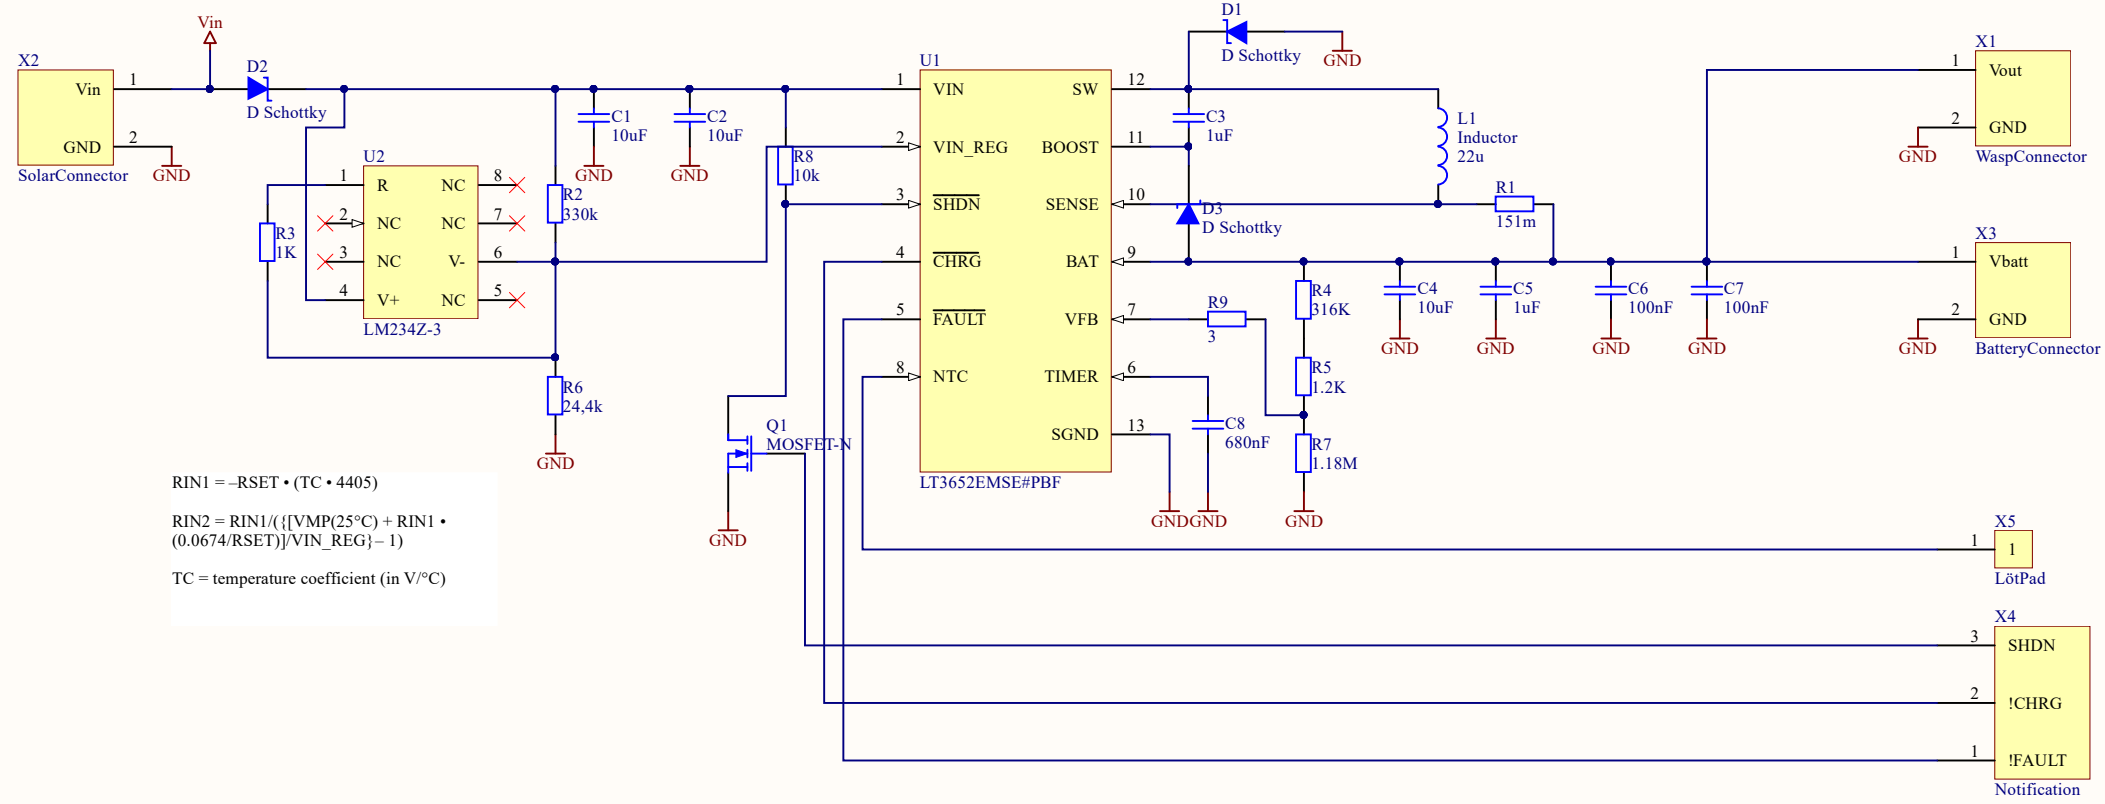 Vin
X2
Vin
1
GND
2
SolarConnector
GND
D2
D Schottky
U2
1
R
NC
8
2
NC
NC
7
3
NC
V-
6
4
V+
NC
5
LM234Z-3
R3
1K
R2
330k
R6
24,4k
GND
C1
10uF
GND
C2
10uF
GND
R8
10k
Q1
MOSFET-N
GND
U1
1
VIN
SW
12
2
VIN_REG
BOOST
11
3
SHDN
SENSE
10
4
CHRG
BAT
9
5
FAULT
VFB
7
8
NTC
TIMER
6
SGND
13
LT3652EMSE#PBF
D1
D Schottky
GND
C3
1uF
D3
D Schottky
L1
Inductor
22u
R1
151m
R9
3
R4
316K
R5
1.2K
R7
1.18M
GND
C8
680nF
GND
GND
C4
10uF
GND
C5
1uF
GND
C6
100nF
GND
C7
100nF
GND
X1
1
Vout
2
GND
WaspConnector
GND
X3
1
Vbatt
2
GND
BatteryConnector
GND
RIN1 = –RSET • (TC • 4405)
RIN2 = RIN1/({[VMP(25°C) + RIN1 •
(0.0674/RSET)]/VIN_REG} – 1)
TC = temperature coefficient (in V/°C)
X5
1
1
LötPad
X4
3
SHDN
2
!CHRG
1
!FAULT
Notification